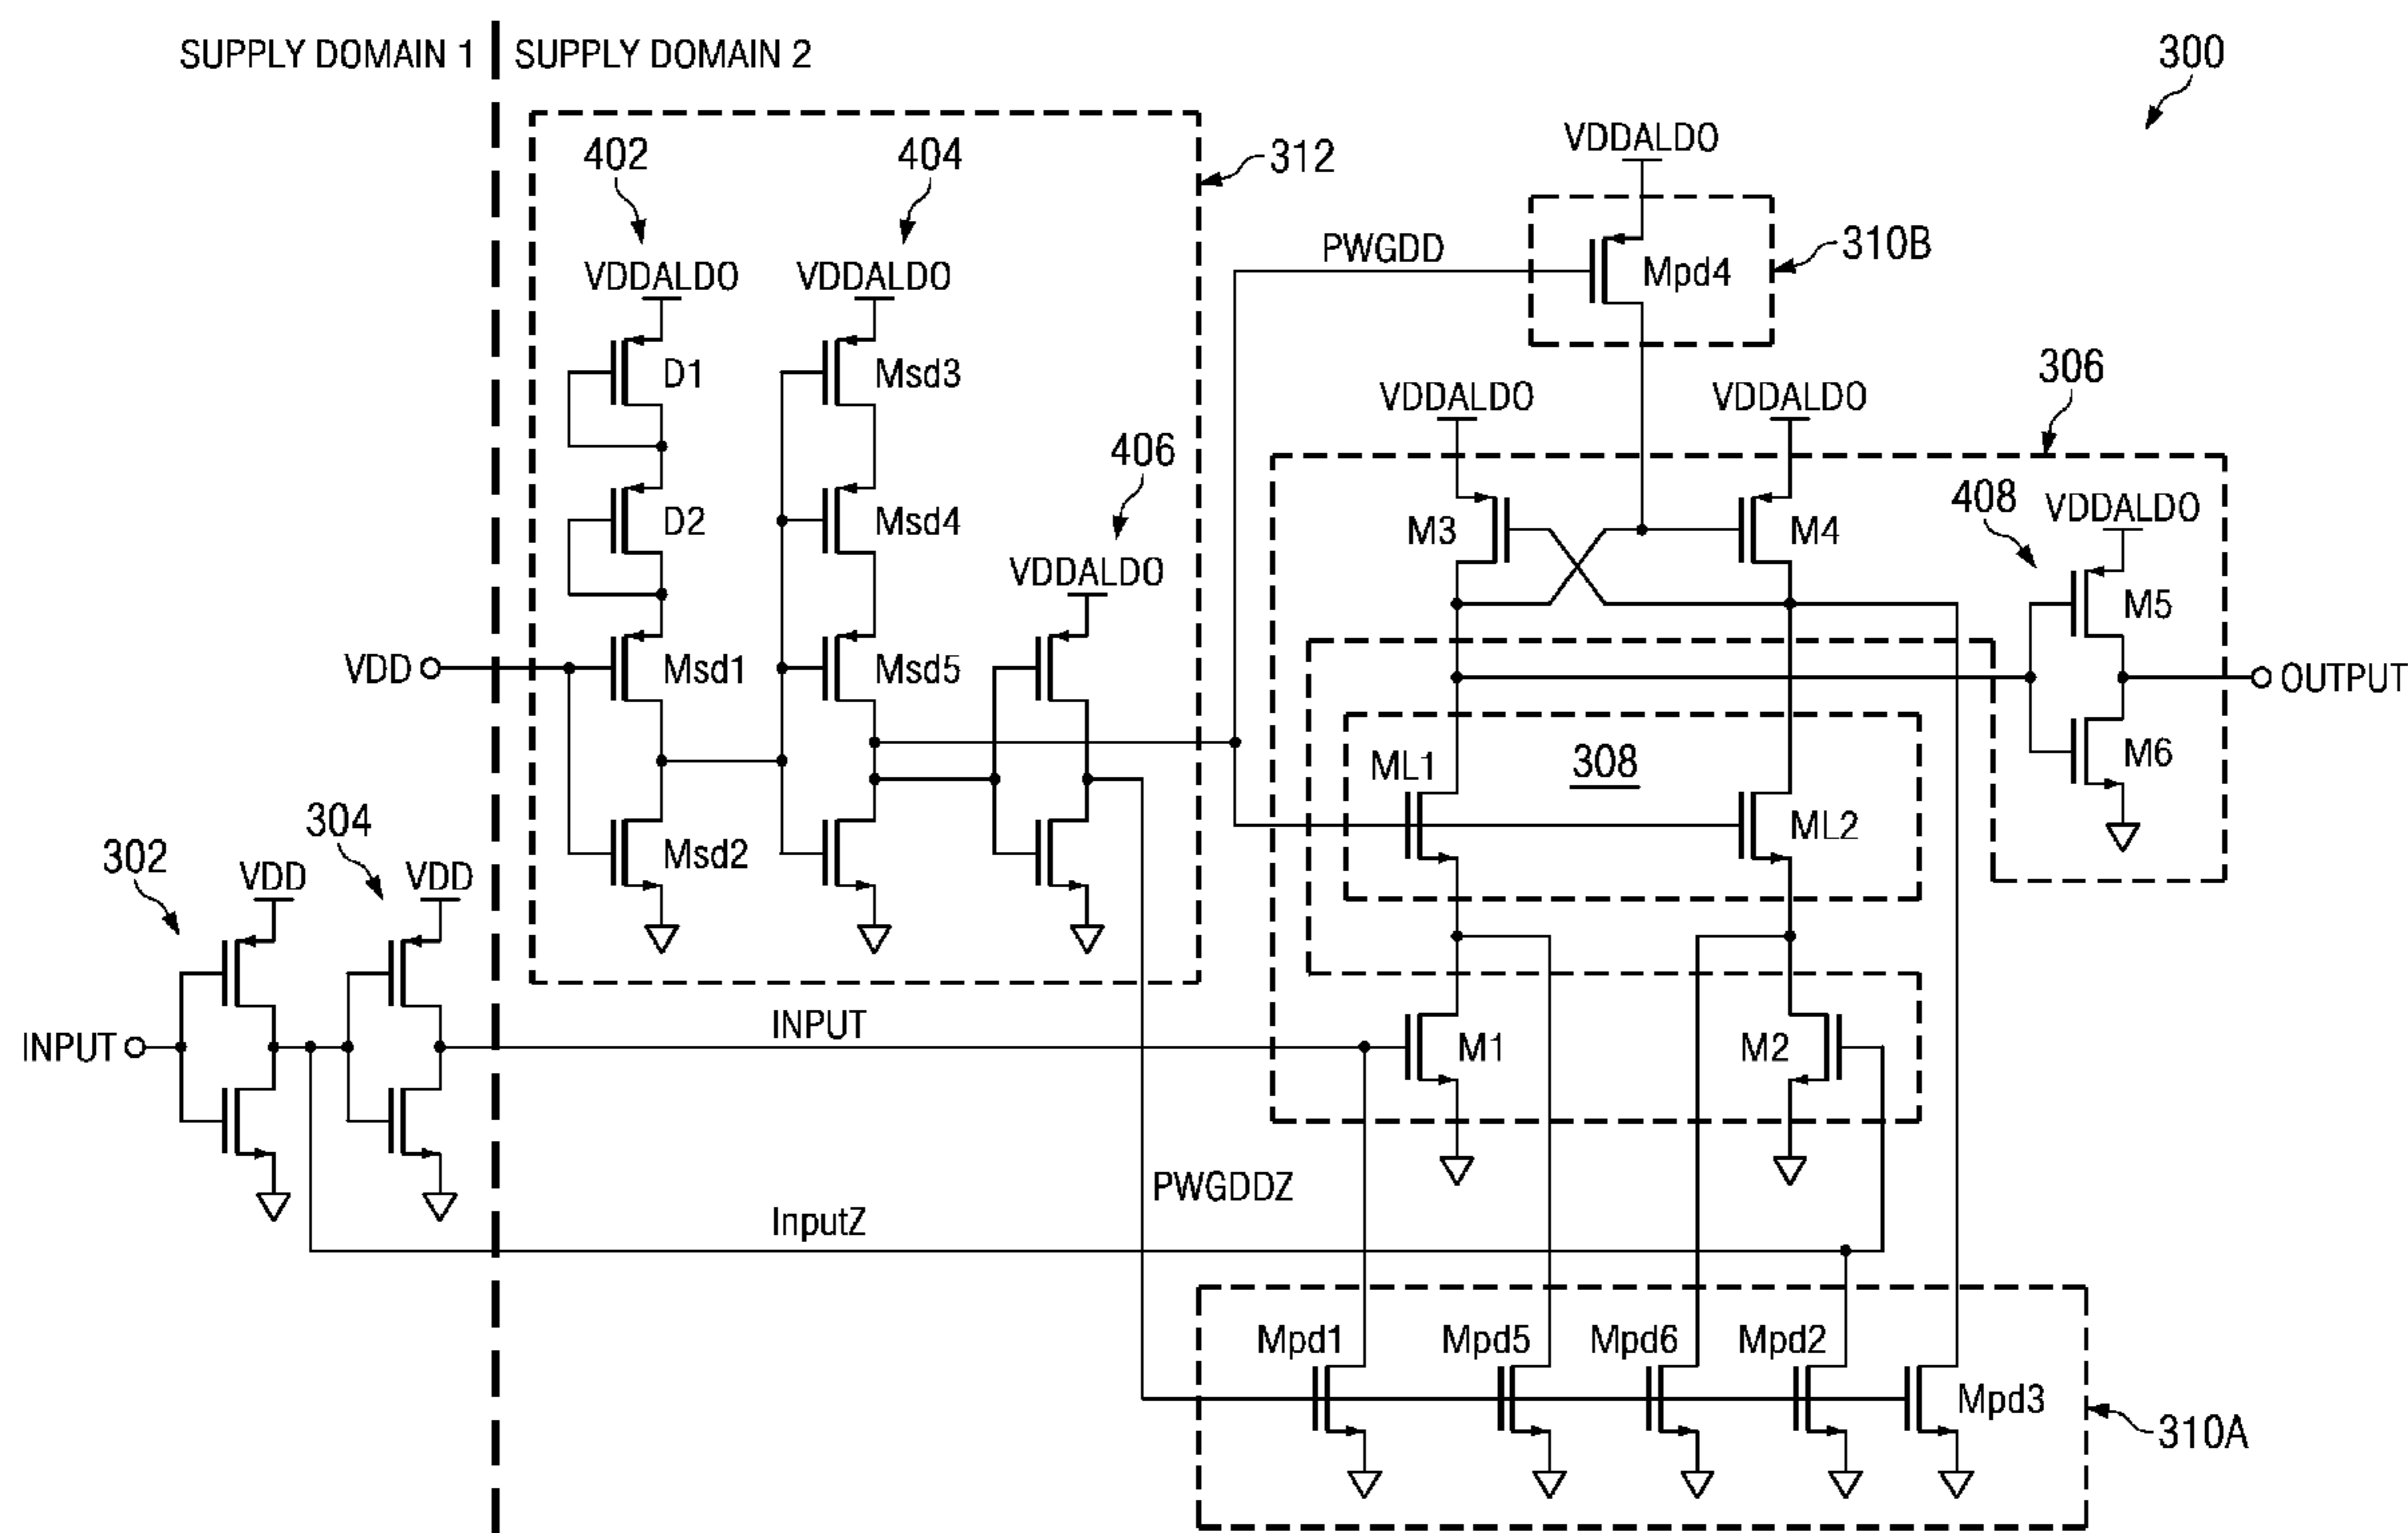 SUPPLY DOMAIN 1
SUPPLY DOMAIN 2
300
402
404
312
VDDALDO
310B
PWGDD
Mpd4
VDDALDO
VDDALDO
D1
Msd3
306
VDDALDO
VDDALDO
406
408
VDDALDO
D2
Msd4
M3
M4
VDDALDO
M5
VDD
Msd1
Msd5
OUTPUT
ML1
308
M6
304
302
VDD
VDD
Msd2
ML2
INPUT
INPUT
M1
M2
PWGDDZ
InputZ
Mpd1
Mpd5
Mpd6
Mpd2
Mpd3
310A